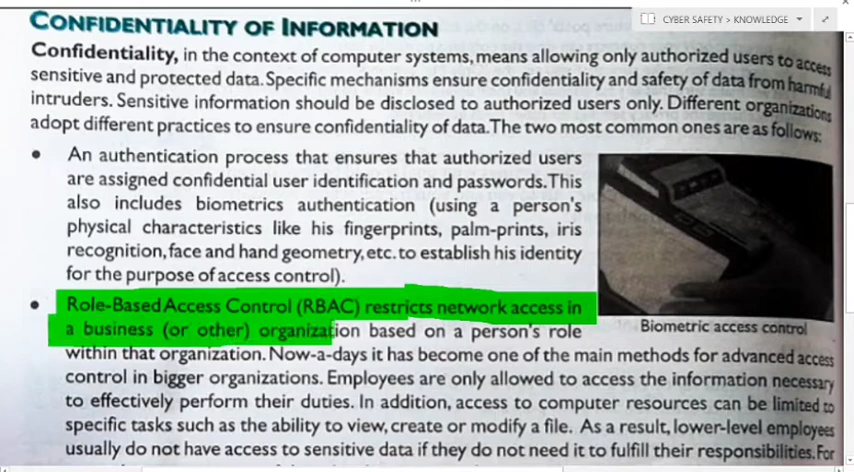 CYBER SAFETY > KNOWLEDGE
CONFIDENTIALITY OF INFORMATION
Confidentiality, in the context of computer systems, means allowing only authorized users to access
sensitive and protected data. Specific mechanisms ensure confidentiality and safety of data from harmful
intruders. Sensitive information should be disclosed to authorized users only. Different organizations
adopt different practices to ensure confidentiality of data. The two most common ones are as follows:
• An authentication process that ensures that authorized users
are assigned confidential user identification and passwords. This
also includes biometrics authentication (using a person's
physical characteristics like his fingerprints, palm-prints, iris
recognition, face and hand geometry, etc. to establish his identity
for the purpose of access control).
• Role-Based Access Control (RBAC) restricts network access in
a business (or other) organization based on a person's role
Biometric access control
within that organization. Now-a-days it has become one of the main methods for advanced access
control in bigger organizations. Employees are only allowed to access the information necessary
to effectively perform their duties. In addition, access to computer resources can be limited to
specific tasks such as the ability to view, create or modify a file. As a result, lower-level employees
usually do not have access to sensitive data if they do not need it to fulfill their responsibilities. For